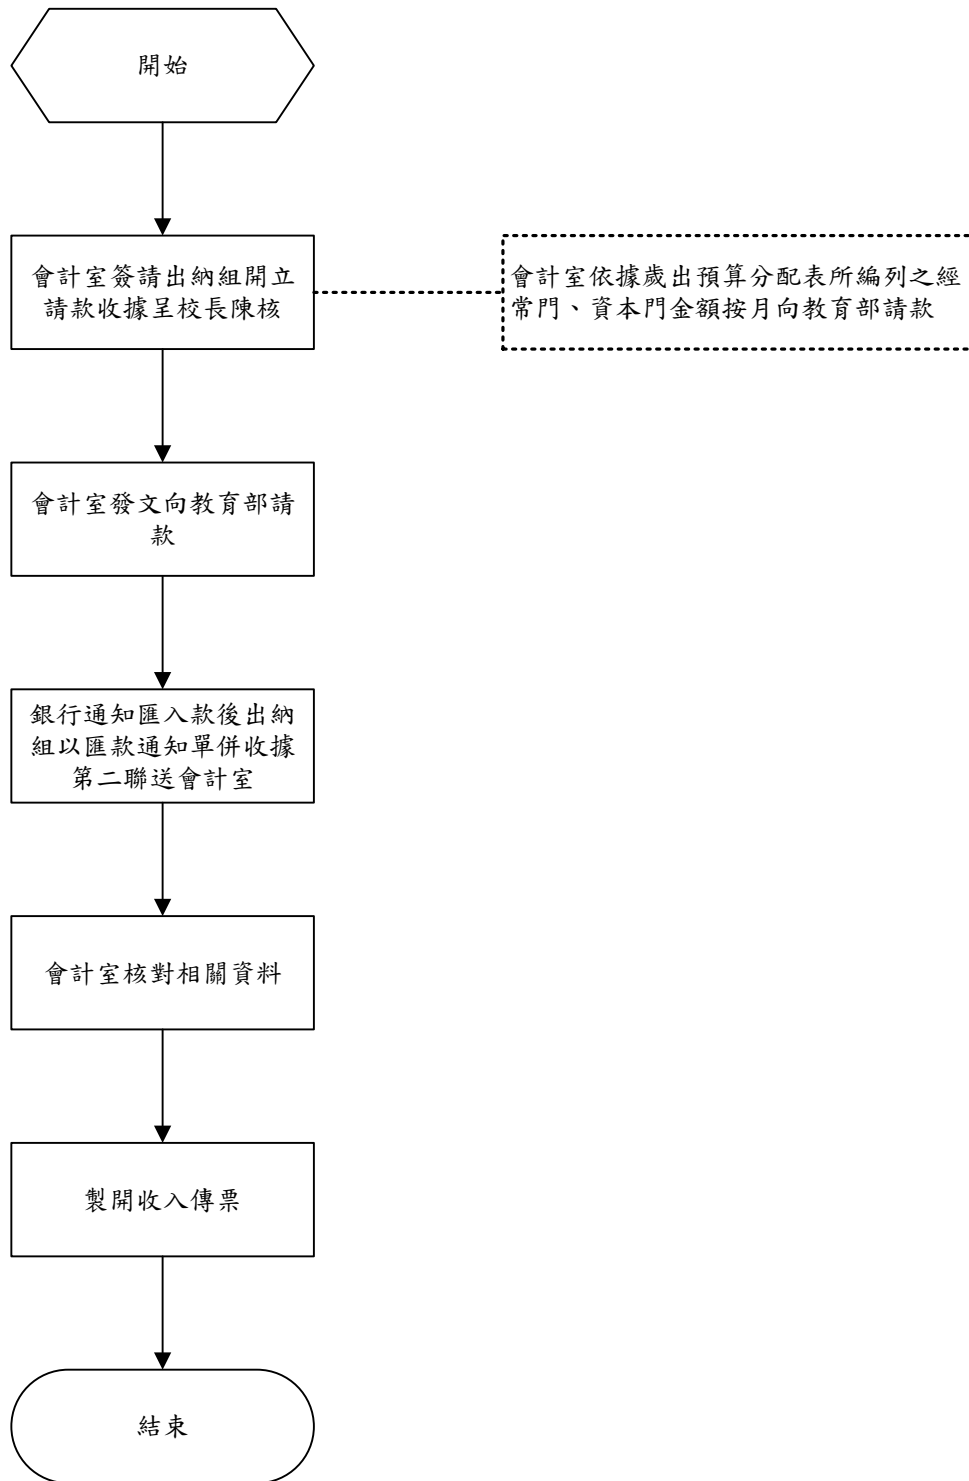 開始
會計室簽請出納組開立
請款收據呈校長陳核
會計室依據歲出預算分配表所編列之經
常門、資本門金額按月向教育部請款
會計室發文向教育部請
款
銀行通知匯入款後出納
組以匯款通知單併收據
第二聯送會計室
會計室核對相關資料
製開收入傳票
結束